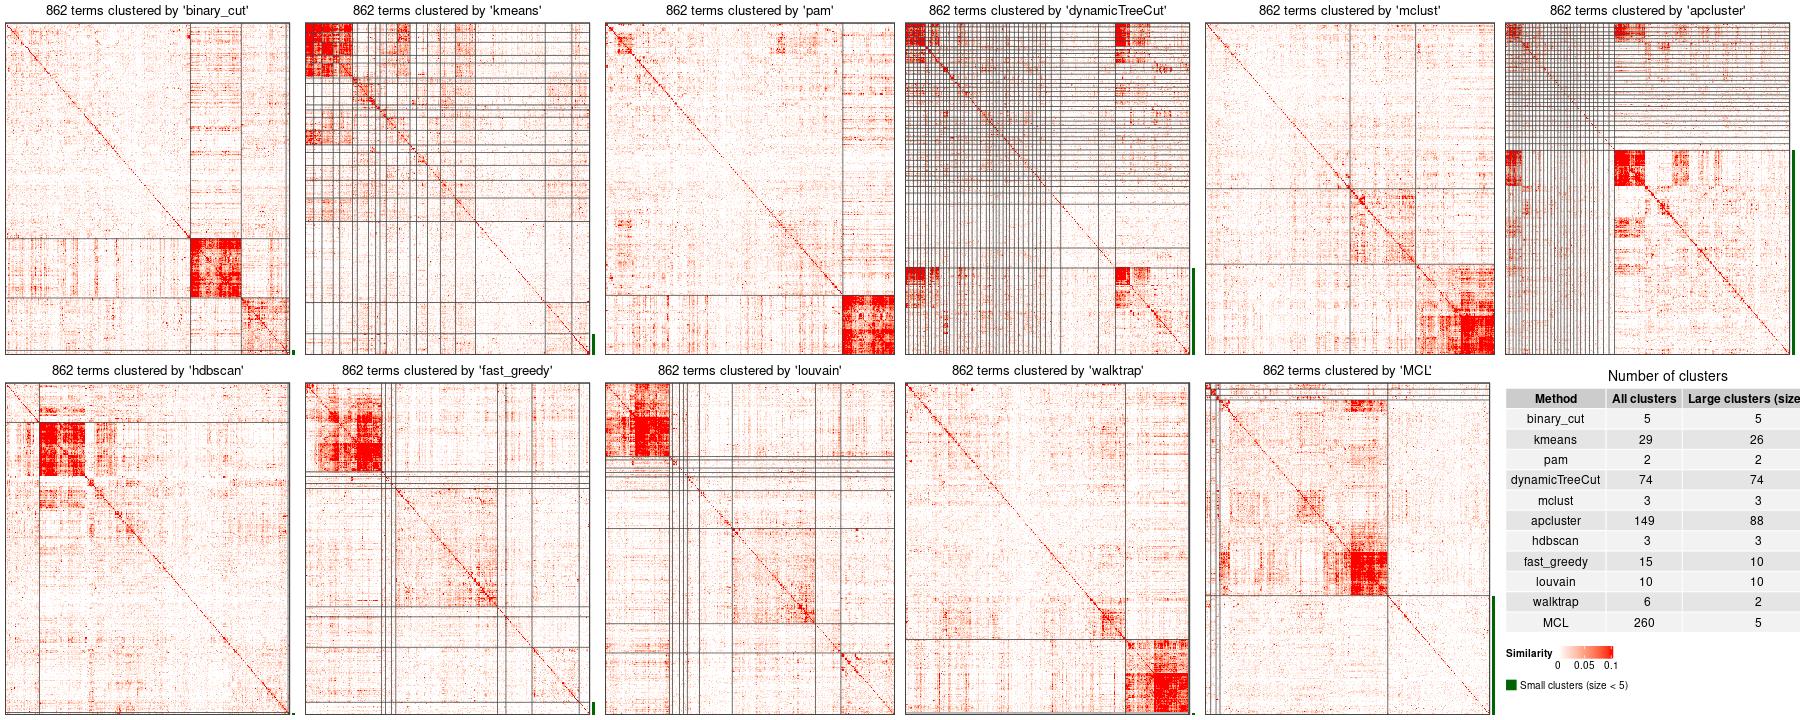 862 terms clustered by 'binary_cut'
862 terms clustered by 'kmeans'
862 terms clustered by 'pam'
862 terms clustered by 'dynamicTreeCut'
862 terms clustered by 'mclust'
862 terms clustered by 'apcluster'
862 terms clustered by 'hdbscan'
862 terms clustered by 'fast_greedy'
862 terms clustered by 'louvain'
862 terms clustered by 'walktrap'
862 terms clustered by 'MCL'
Number of clusters
Method All clusters Large clusters (size
binary_cut 5 5
kmeans 29 26
pam 2 2
dynamicTreeCut 74 74
mclust 3 3
apcluster 149 88
hdbscan 3 3
fast_greedy 15 10
louvain 10 10
walktrap 6 2
MCL 260 5
Similarity
0 0.05 0.1
Small clusters (size < 5)